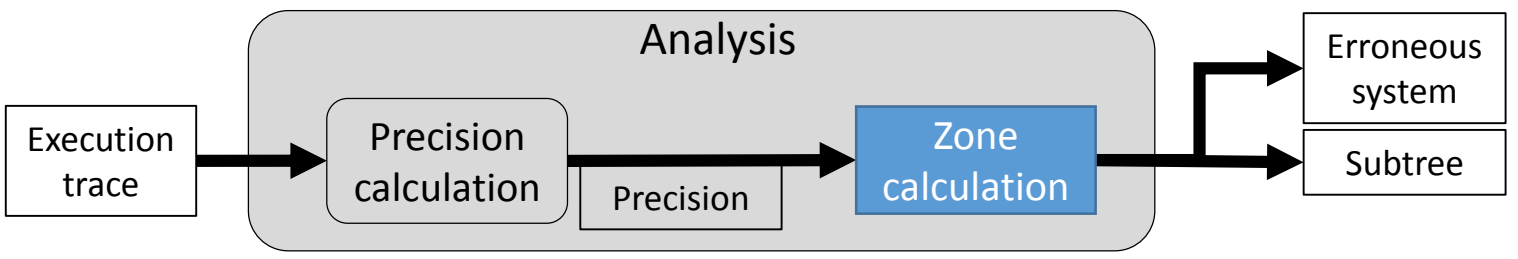 Analysis
Execution
trace
Precision
calculation
Precision
Zone
calculation
Erroneous
system
Subtree